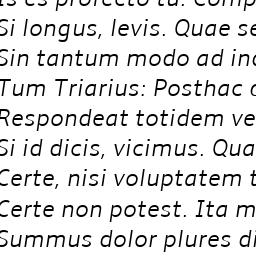 is es profecto tu. Comp
Si longus, levis. Quae se
Sin tantum modo ad ind
Tum Triarius: Posthac
Respondeat totidem ve
Si id dicis, vicimus. Qua
Certe, nisi voluptatem t
Certe non potest. Ita m
Summus dolor plures di